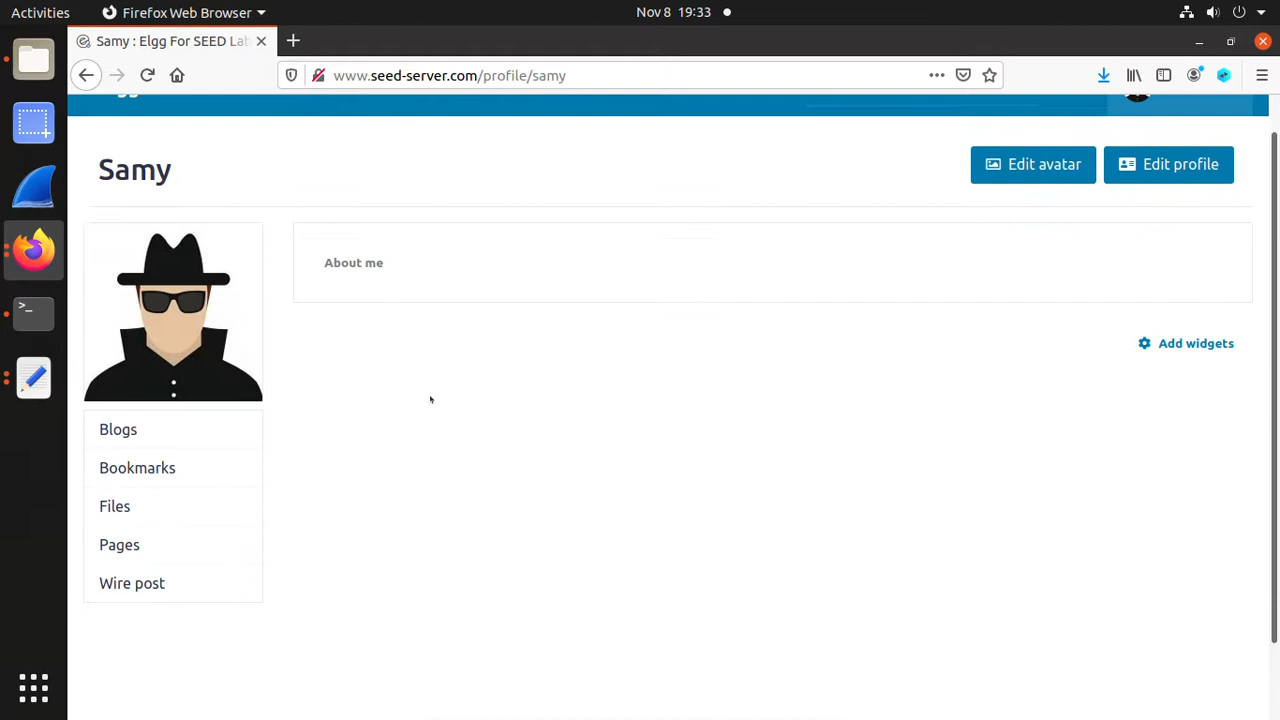 Activities
Firefox Web Browser
Nov 8 19:33
Samy : Elgg For SEED Lab
www.seed-server.com/profile/samy
Samy
Edit avatar
Edit profile
About me
Add widgets
Blogs
Bookmarks
Files
Pages
Wire post